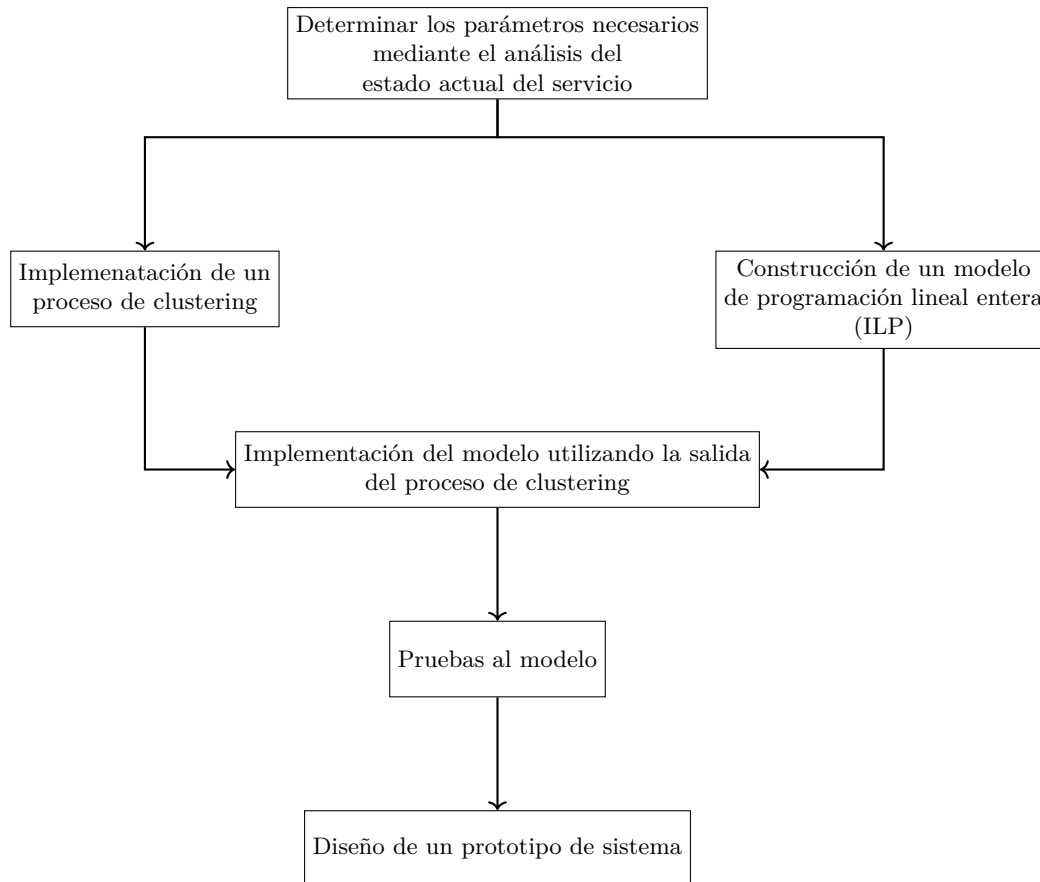 Determinar los parámetros necesarios
mediante el análisis del
estado actual del servicio
Implemenatación de un
proceso de clustering
Construcción de un modelo
de programación lineal entera
(ILP)
Implementación del modelo utilizando la salida
del proceso de clustering
Pruebas al modelo
Diseño de un prototipo de sistema